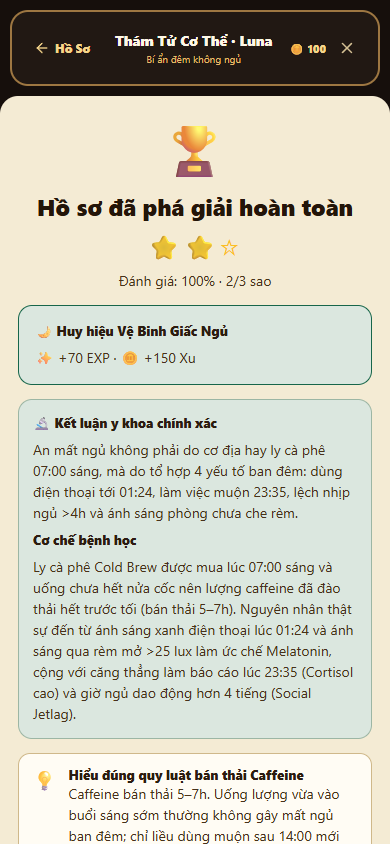 ← Hồ Sơ
Thám Tử Cơ Thể · Luna
Bí ẩn đêm không ngủ
100 ×
Hồ sơ đã phá giải hoàn toàn
Đánh giá: 100% · 2/3 sao
Huy hiệu Vệ Binh Giấc Ngủ
+70 EXP · +150 Xu
Kết luận y khoa chính xác
An mất ngủ không phải do cơ địa hay ly cà phê
07:00 sáng, mà do tổ hợp 4 yếu tố ban đêm: dùng
điện thoại tới 01:24, làm việc muộn 23:35, lệch nhịp
ngủ >4h và ánh sáng phòng chưa che rèm.
Cơ chế bệnh học
Ly cà phê Cold Brew được mua lúc 07:00 sáng và
uống chưa hết nửa cốc nên lượng caffeine đã đào
thải hết trước tối (bán thải 5–7h). Nguyên nhân thật
sự đến từ ánh sáng xanh điện thoại lúc 01:24 và ánh
sáng qua rèm mở >25 lux làm ức chế Melatonin,
cộng với căng thẳng làm báo cáo lúc 23:35 (Cortisol
cao) và giờ ngủ dao động hơn 4 tiếng (Social
Jetlag).
Hiểu đúng quy luật bán thải Caffeine
Caffeine bán thải 5–7h. Uống lượng vừa vào
buổi sáng sớm thường không gây mất ngủ
ban đêm; chỉ liều dùng muộn sau 14:00 mới